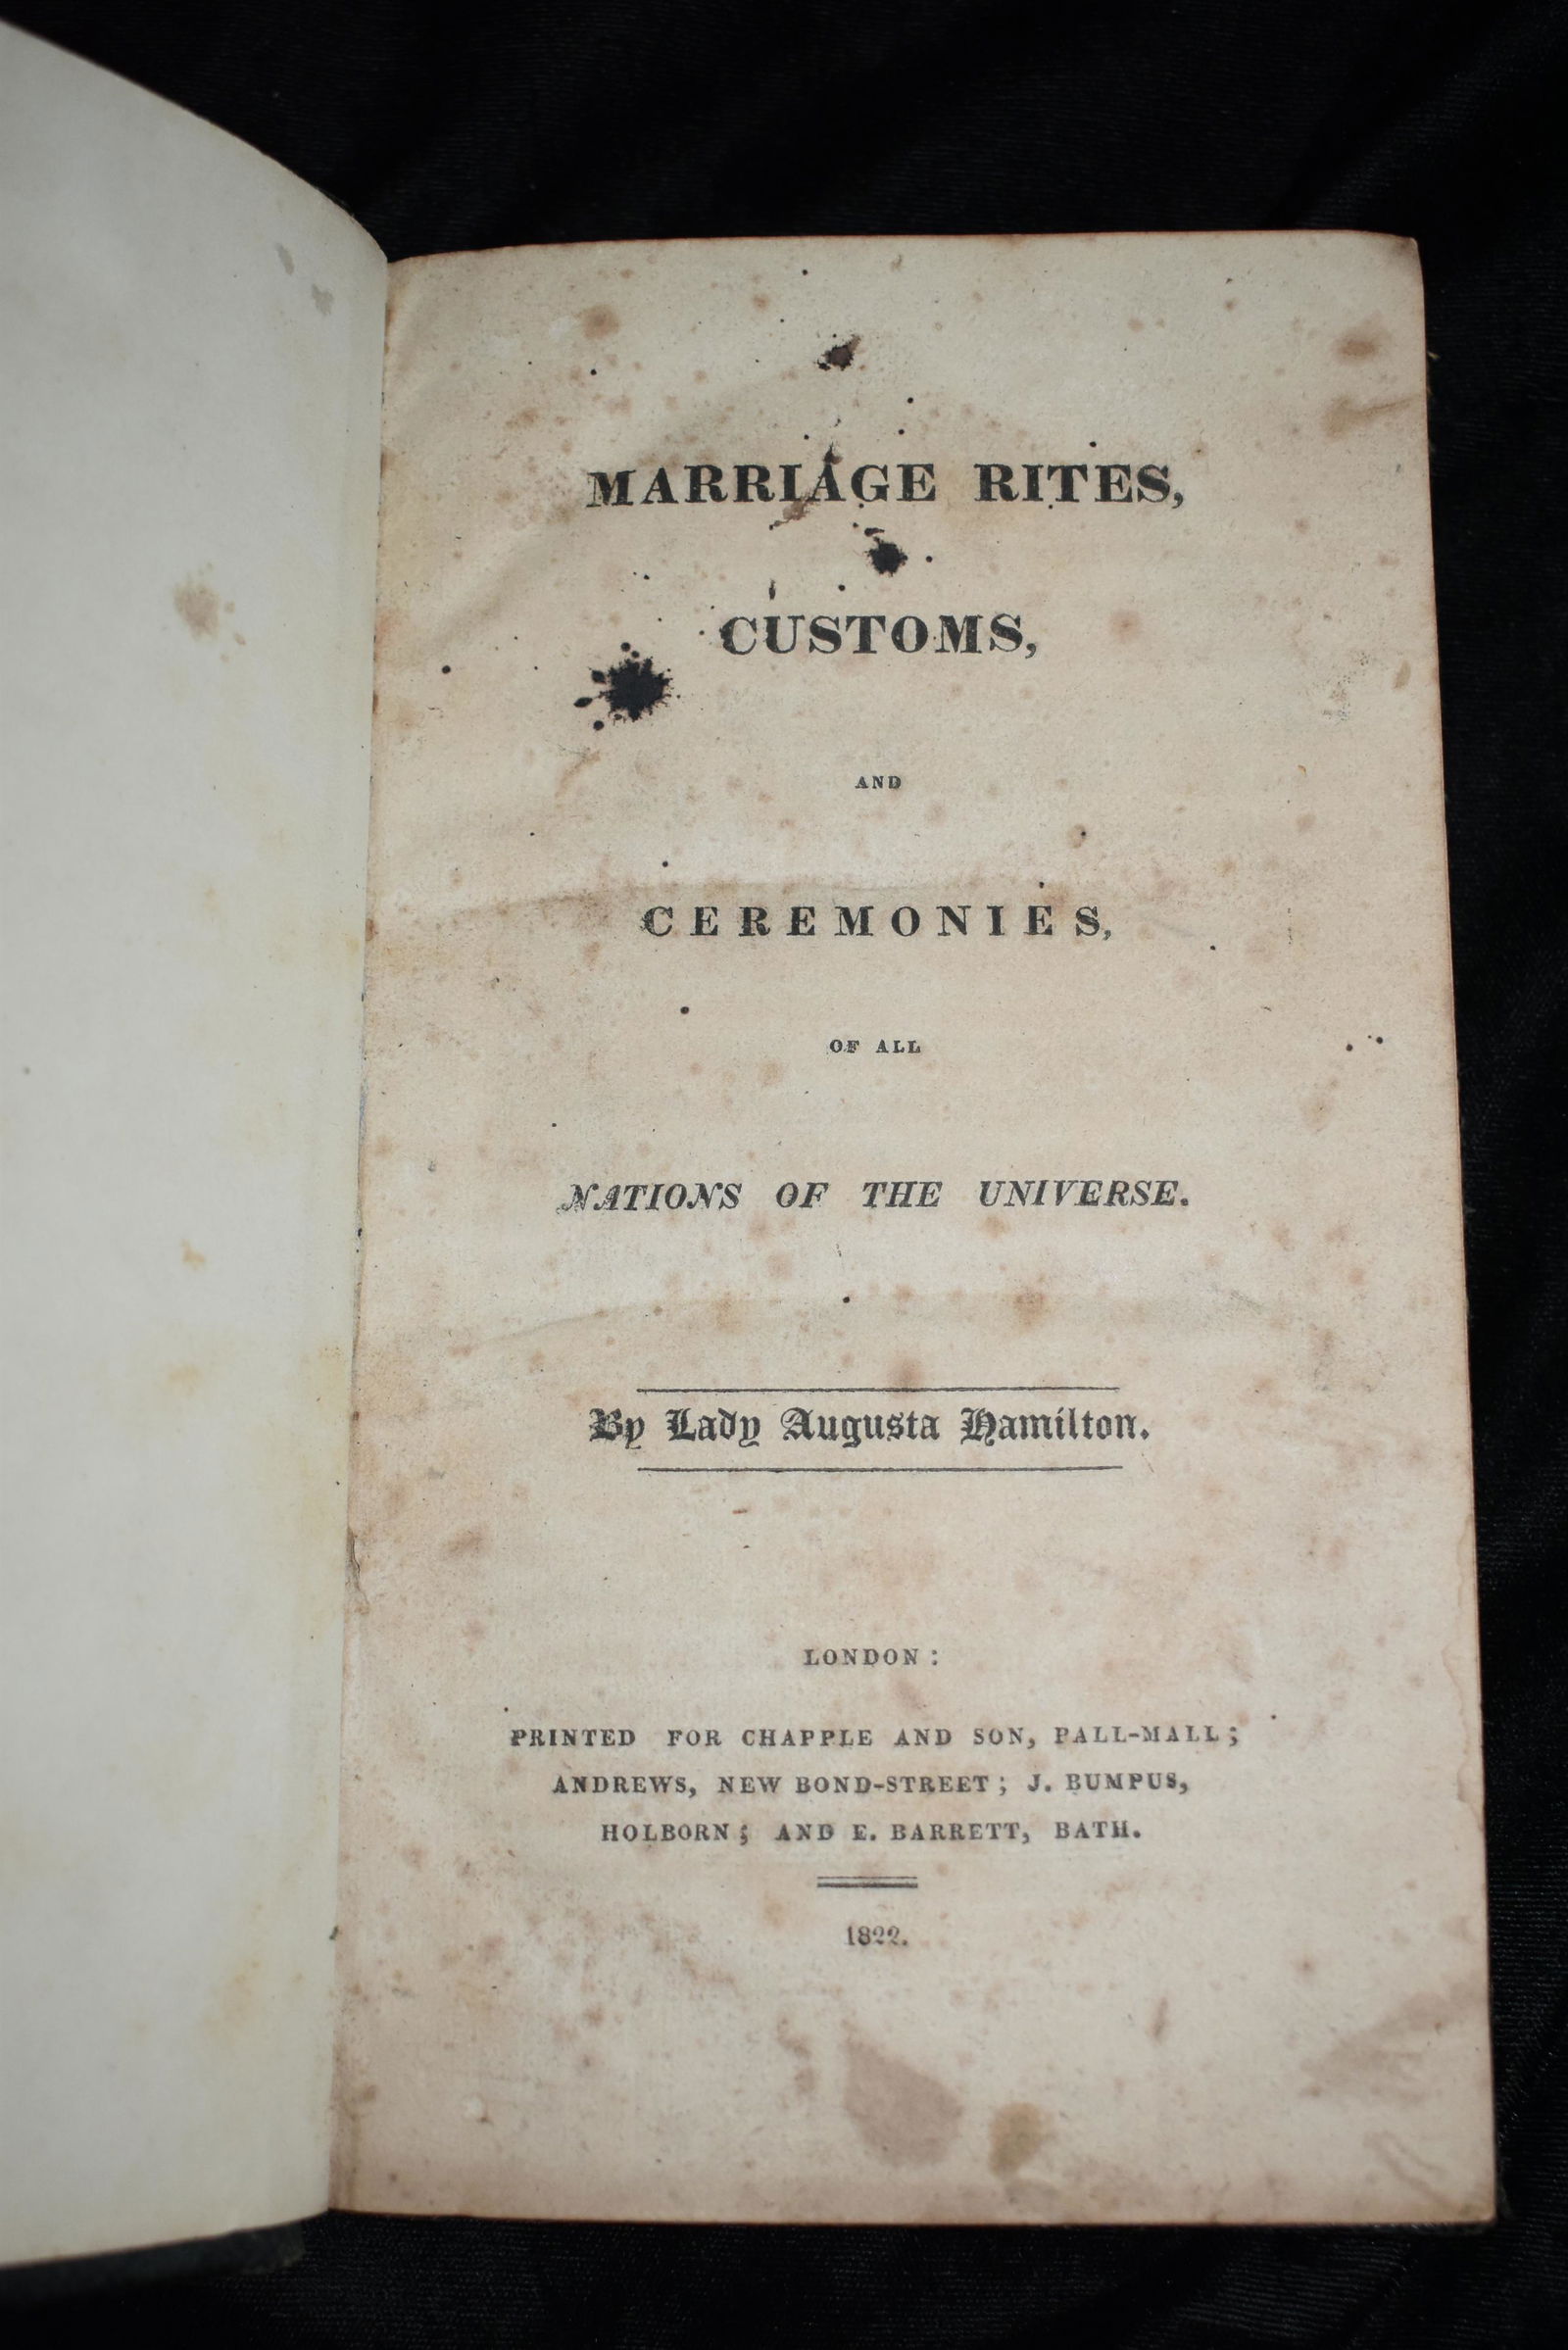 MARRIAGE RITES,
CUSTOMS,
AND
CEREMONIES,
OF ALL
NATIONS OF THE UNIVERSE.
By Lady Augusta Hamilton.
LONDON:
PRINTED FOR CHAPPLE AND SON, PALL-MALL;
ANDREWS, NEW BOND-STREET; J. BUMPUS,
HOLBORN; AND E. BARRETT, BATH.
1822.